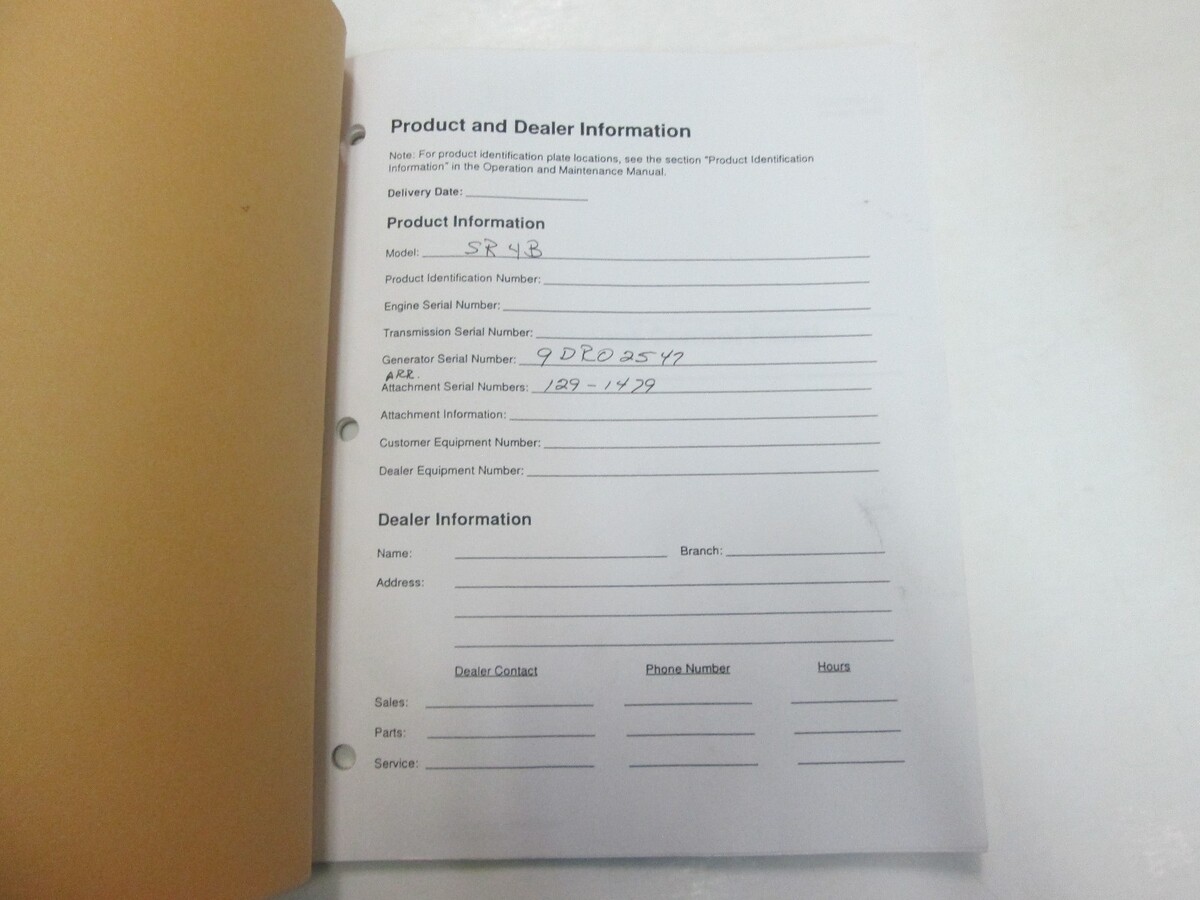 Product and Dealer Information
Note: For product identification plate locations, see the section "Product Identification
Information" in the Operation and Maintenance Manual.
Delivery Date:
Product Information
Model: SR 4B
Product Identification Number:
Engine Serial Number:
Transmission Serial Number:
Generator Serial Number: 9DR02547
ARR.
Attachment Serial Numbers: 129-1479
Attachment Information:
Customer Equipment Number:
Dealer Equipment Number:
Dealer Information
Name: Branch:
Address:
Dealer Contact Phone Number Hours
Sales:
Parts:
Service: